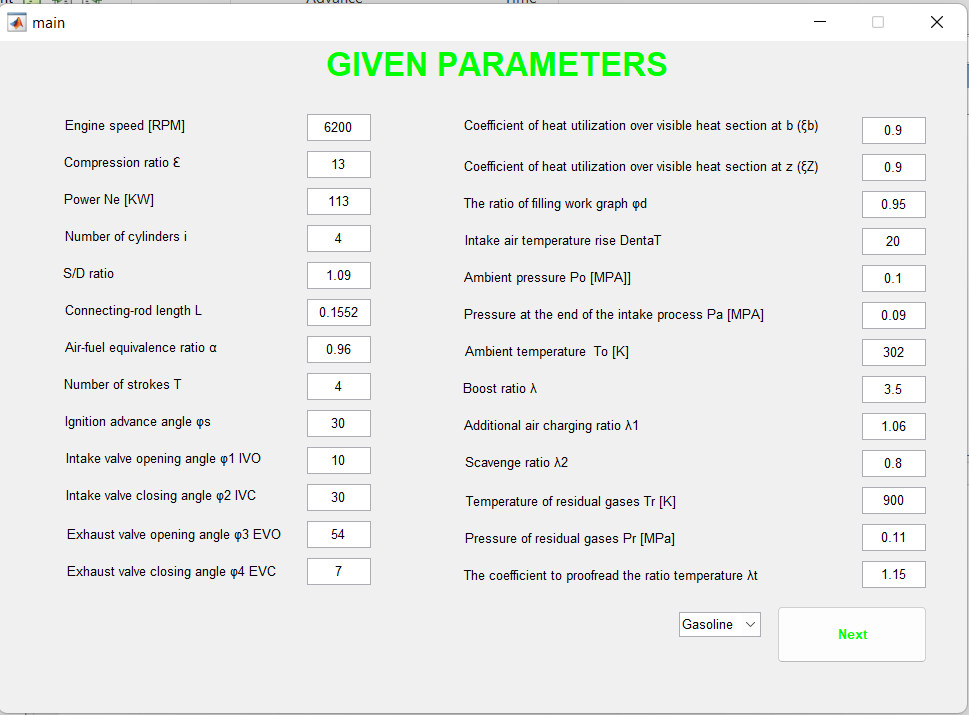 Advance Time
main
GIVEN PARAMETERS
Engine speed [RPM] 6200
Compression ratio Ɛ 13
Power Ne [KW] 113
Number of cylinders i 4
S/D ratio 1.09
Connecting-rod length L 0.1552
Air-fuel equivalence ratio α 0.96
Number of strokes T 4
Ignition advance angle φs 30
Intake valve opening angle φ1 IVO 10
Intake valve closing angle φ2 IVC 30
Exhaust valve opening angle φ3 EVO 54
Exhaust valve closing angle φ4 EVC 7
Coefficient of heat utilization over visible heat section at b (ξb) 0.9
Coefficient of heat utilization over visible heat section at z (ξZ) 0.9
The ratio of filling work graph φd 0.95
Intake air temperature rise DentaT 20
Ambient pressure Po [MPA]] 0.1
Pressure at the end of the intake process Pa [MPA] 0.09
Ambient temperature  To [K] 302
Boost ratio λ 3.5
Additional air charging ratio λ1 1.06
Scavenge ratio λ2 0.8
Temperature of residual gases Tr [K] 900
Pressure of residual gases Pr [MPa] 0.11
The coefficient to proofread the ratio temperature λt 1.15
Gasoline
Next